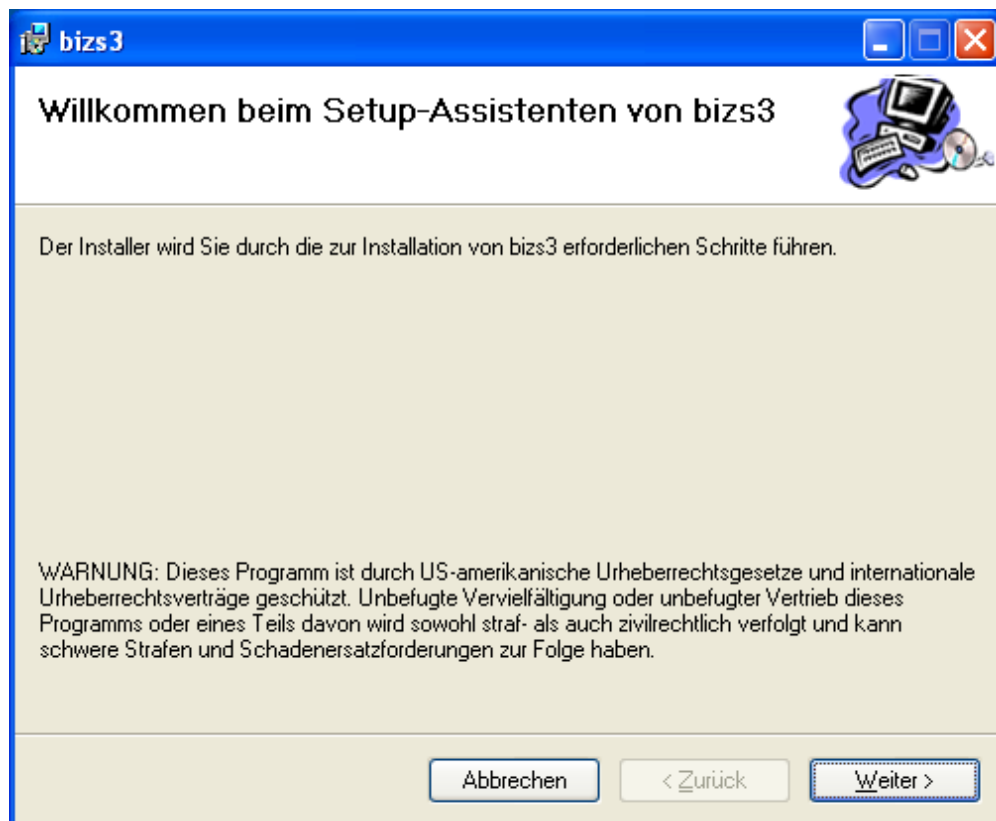 bizs3
Willkommen beim Setup-Assistenten von bizs3
Der Installer wird Sie durch die zur Installation von bizs3 erforderlichen Schritte führen.
WARNUNG: Dieses Programm ist durch US-amerikanische Urheberrechtsgesetze und internationale
Urheberrechtsverträge geschützt. Unbefugte Vervielfältigung oder unbefugter Vertrieb dieses
Programms oder eines Teils davon wird sowohl straf- als auch zivilrechtlich verfolgt und kann
schwere Strafen und Schadenersatzforderungen zur Folge haben.
Abbrechen < Zurück Weiter >